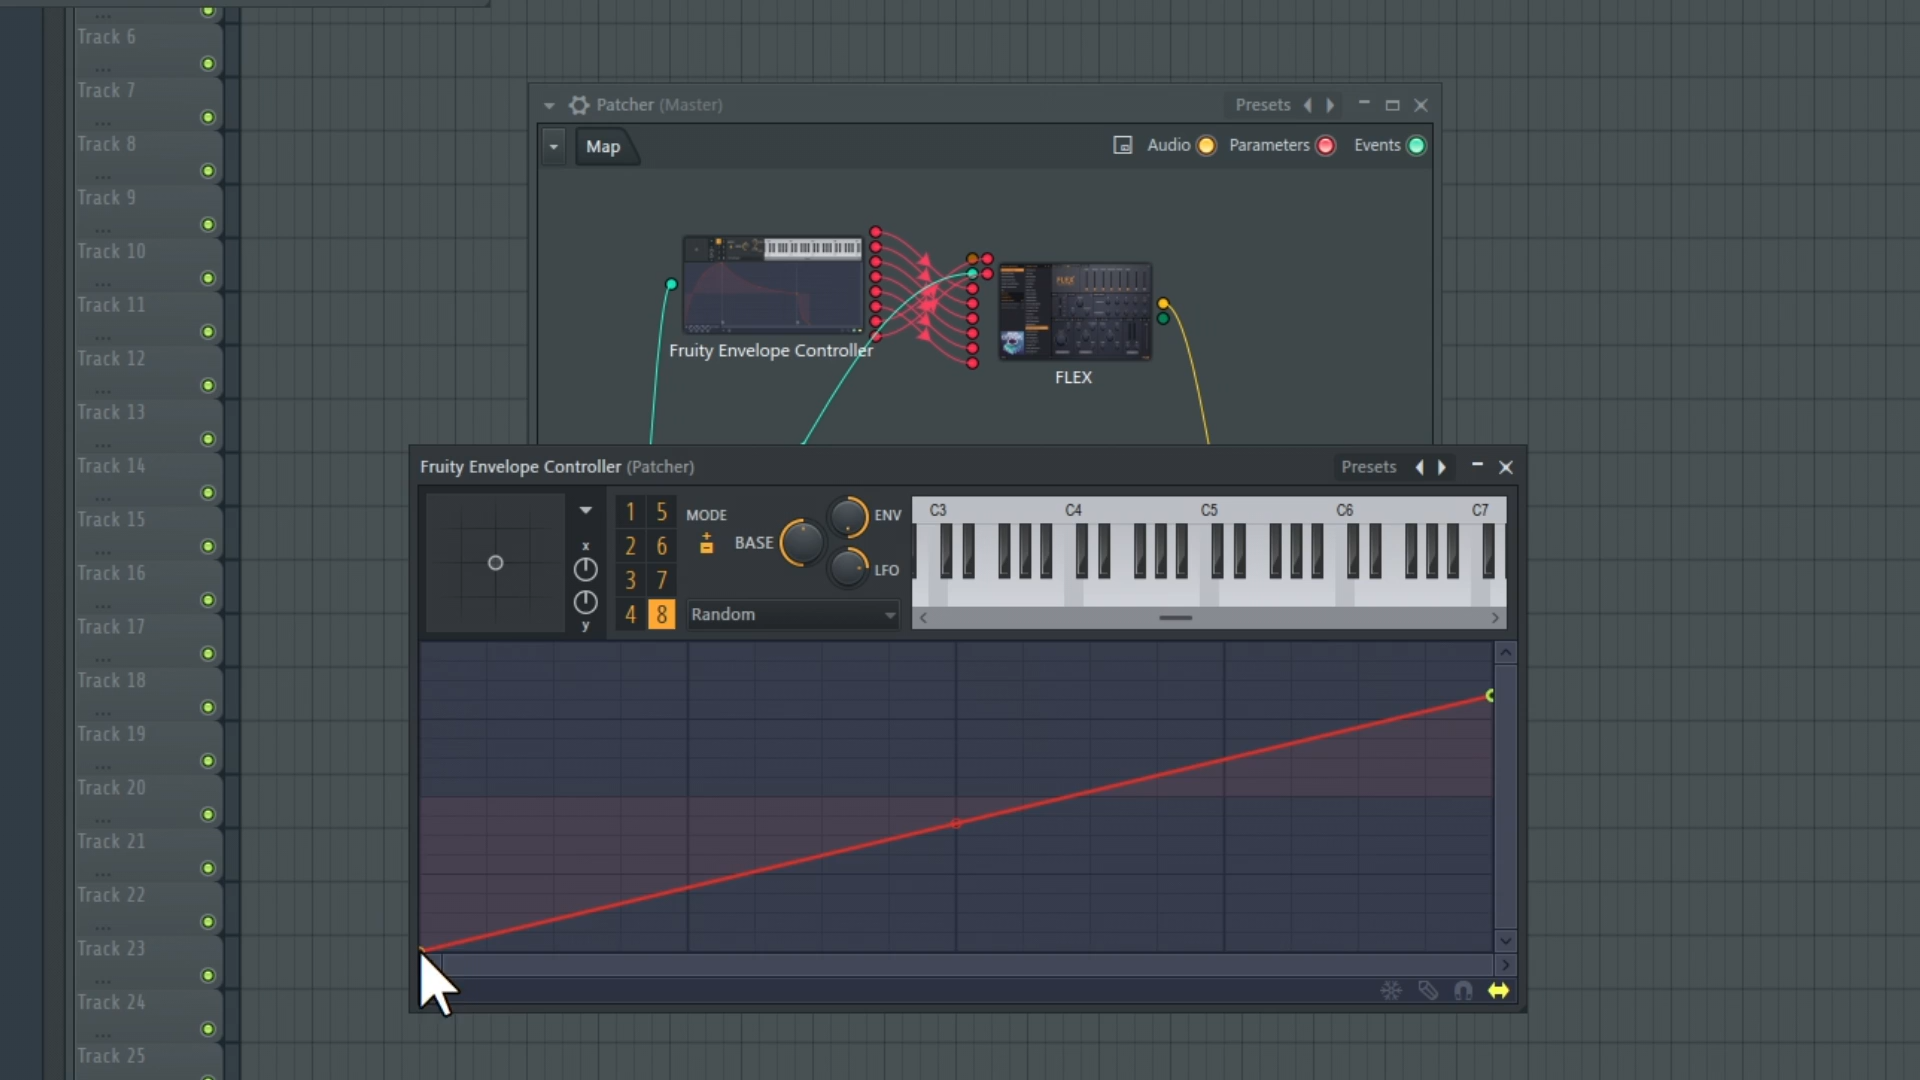 Track 6
Track 7
Track 8
Track 9
Track 10
Track 11
Track 12
Track 13
Track 14
Track 15
Track 16
Track 17
Track 18
Track 19
Track 20
Track 21
Track 22
Track 23
Track 24
Track 25
Patcher (Master)
Presets
Map
Audio
Parameters
Events
Fruity Envelope Controller
FLEX
FLEX
Fruity Envelope Controller (Patcher)
Presets
x
y
1 5
2 6
3 7
4 8
MODE
BASE
ENV
LFO
Random
C3 C4 C5 C6 C7